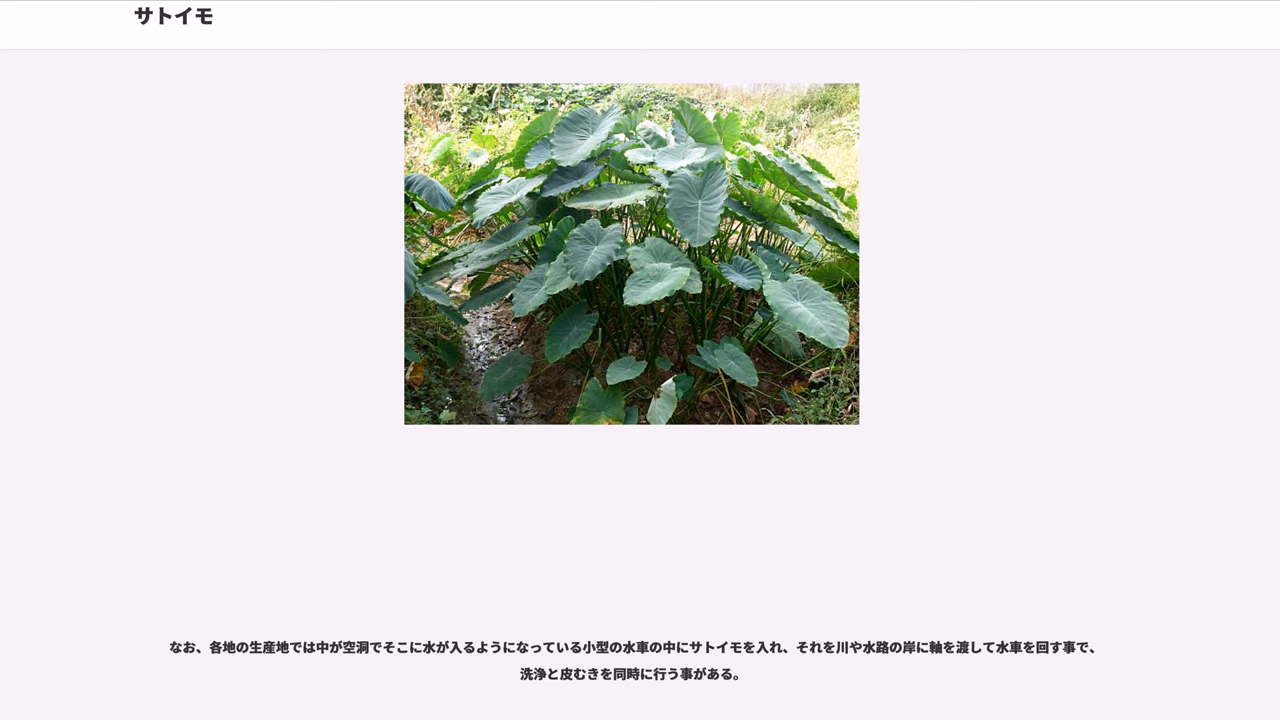 サトイモ
なお、各地の生産地では中が空洞でそこに水が入るようになっている小型の水車の中にサトイモを入れ、それを川や水路の岸に軸を渡して水車を回す事で、
洗浄と皮むきを同時に行う事がある。